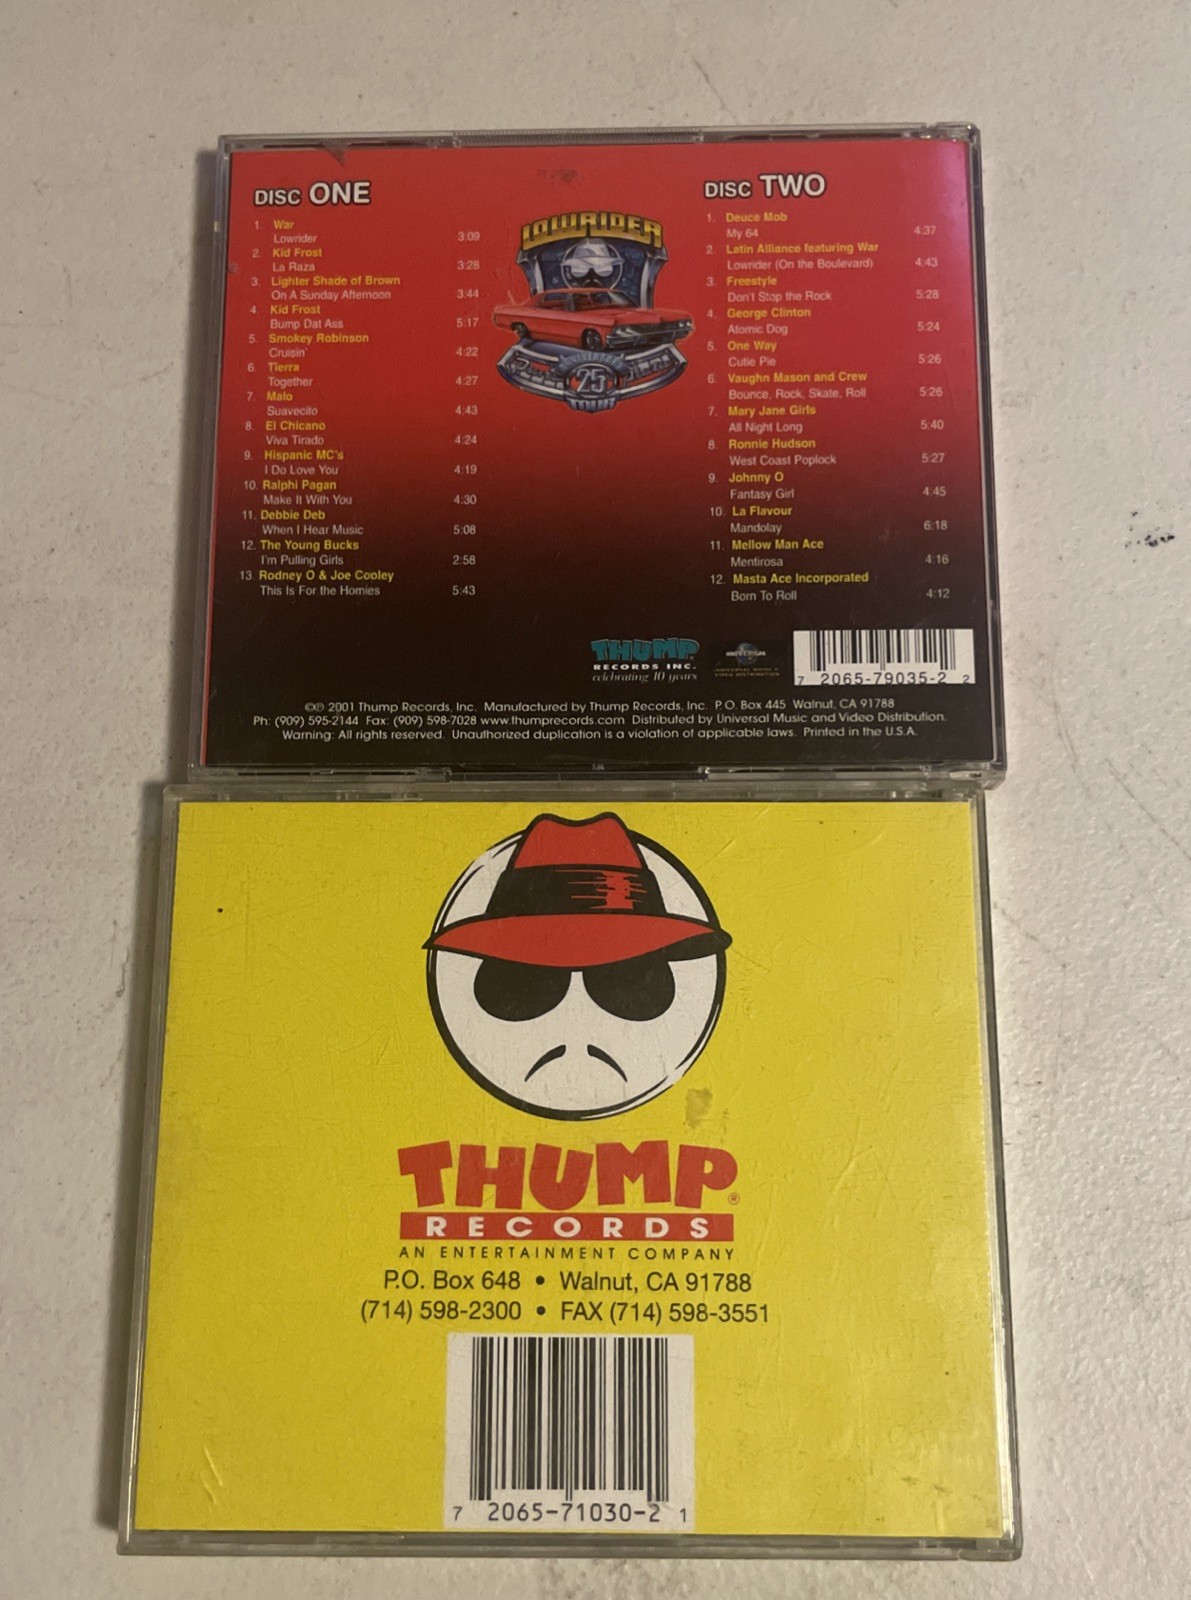 DISC ONE
1. War
Lowrider 3:09
2. Kid Frost
La Raza 3:28
3. Lighter Shade of Brown
On A Sunday Afternoon 3:44
4. Kid Frost
Bump Dat Ass 5:17
5. Smokey Robinson
Cruisin' 4:22
6. Tierra
Together 4:27
7. Malo
Suavecito 4:43
8. El Chicano
Viva Tirado 4:24
9. Hispanic MC's
I Do Love You 4:19
10. Ralphi Pagan
Make It With You 4:30
11. Debbie Deb
When I Hear Music 5:08
12. The Young Bucks
I'm Pulling Girls 2:58
13. Rodney O & Joe Cooley
This Is For the Homies 5:43
LOWRIDER
ANNIVERSARY
25
TOUR
DISC TWO
1. Deuce Mob
My 64 4:37
2. Latin Alliance featuring War
Lowrider (On the Boulevard) 4:43
3. Freestyle
Don't Stop the Rock 5:28
4. George Clinton
Atomic Dog 5:24
5. One Way
Cutie Pie 5:26
6. Vaughn Mason and Crew
Bounce, Rock, Skate, Roll 5:26
7. Mary Jane Girls
All Night Long 5:40
8. Ronnie Hudson
West Coast Poplock 5:27
9. Johnny O
Fantasy Girl 4:45
10. La Flavour
Mandolay 6:18
11. Mellow Man Ace
Mentirosa 4:16
12. Masta Ace Incorporated
Born To Roll 4:12
THUMP
RECORDS INC.
celebrating 10 years
UNIVERSAL
UNIVERSAL MUSIC &
VIDEO DISTRIBUTION
7 2065-79035-2 2
©℗ 2001 Thump Records, Inc. Manufactured by Thump Records, Inc. P.O. Box 445 Walnut, CA 91788
Ph: (909) 595-2144 Fax: (909) 598-7028 www.thumprecords.com Distributed by Universal Music and Video Distribution.
Warning: All rights reserved. Unauthorized duplication is a violation of applicable laws. Printed in the U.S.A.
THUMP®
RECORDS
AN ENTERTAINMENT COMPANY
P.O. Box 648 • Walnut, CA 91788
(714) 598-2300 • FAX (714) 598-3551
7 2065-71030-2 1